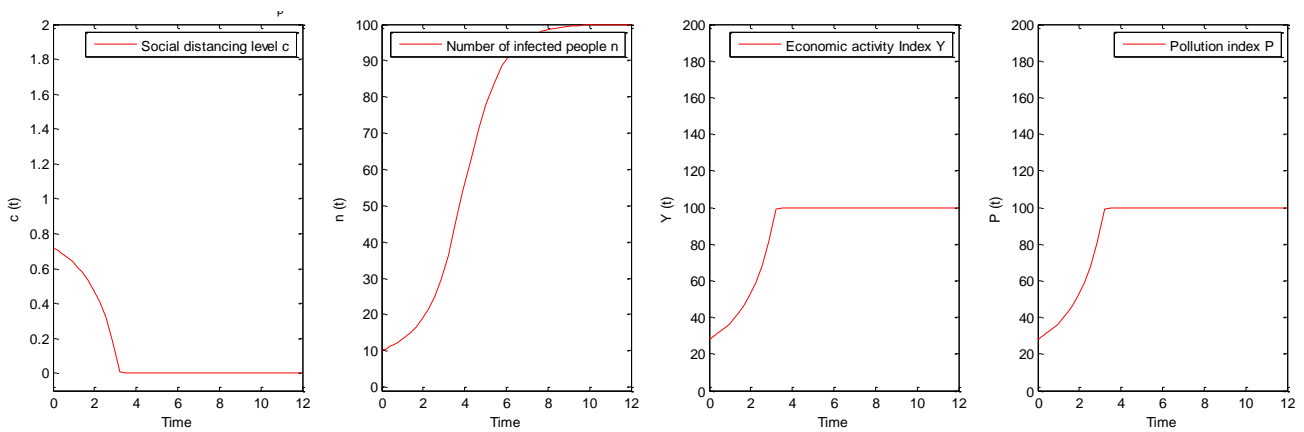 p
2
1.8
1.6
1.4
1.2
1
0.8
0.6
0.4
0.2
0
0 2 4 6 8 10 12
c (t)
Time
Social distancing level c
100
90
80
70
60
50
40
30
20
10
0
0 2 4 6 8 10 12
n (t)
Time
Number of infected people n
200
180
160
140
120
100
80
60
40
20
0
0 2 4 6 8 10 12
Y (t)
Time
Economic activity Index Y
200
180
160
140
120
100
80
60
40
20
0
0 2 4 6 8 10 12
P (t)
Time
Pollution index P